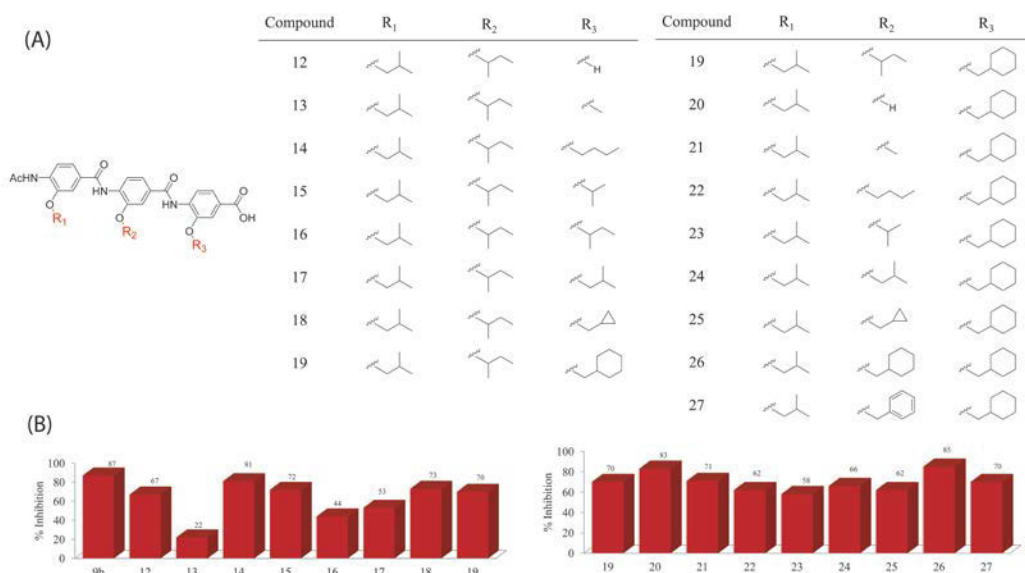 (A)
Compound R1 R2 R3
12 H
13
14
15
16
17
18
19
Compound R1 R2 R3
19
20 H
21
22
23
24
25
26
27
AcHN
O
R1
O
NH
O
R2
O
NH
O
R3
O
OH
(B)
% Inhibition
100
80
60
40
20
0
87 67 22 81 72 44 53 73 70
9b 12 13 14 15 16 17 18 19
% Inhibition
100
80
60
40
20
0
70 83 71 62 58 66 62 85 70
19 20 21 22 23 24 25 26 27